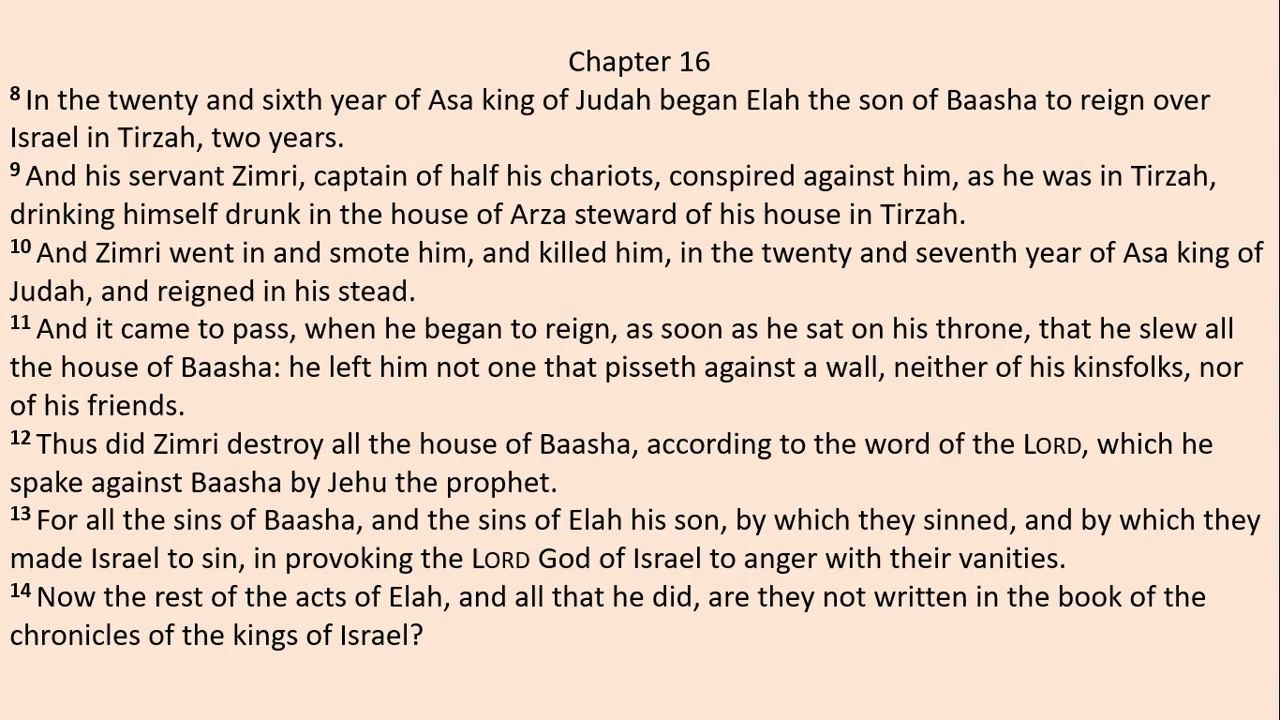 Chapter 16
8 In the twenty and sixth year of Asa king of Judah began Elah the son of Baasha to reign over
Israel in Tirzah, two years.
9 And his servant Zimri, captain of half his chariots, conspired against him, as he was in Tirzah,
drinking himself drunk in the house of Arza steward of his house in Tirzah.
10 And Zimri went in and smote him, and killed him, in the twenty and seventh year of Asa king of
Judah, and reigned in his stead.
11 And it came to pass, when he began to reign, as soon as he sat on his throne, that he slew all
the house of Baasha: he left him not one that pisseth against a wall, neither of his kinsfolks, nor
of his friends.
12 Thus did Zimri destroy all the house of Baasha, according to the word of the LORD, which he
spake against Baasha by Jehu the prophet.
13 For all the sins of Baasha, and the sins of Elah his son, by which they sinned, and by which they
made Israel to sin, in provoking the LORD God of Israel to anger with their vanities.
14 Now the rest of the acts of Elah, and all that he did, are they not written in the book of the
chronicles of the kings of Israel?